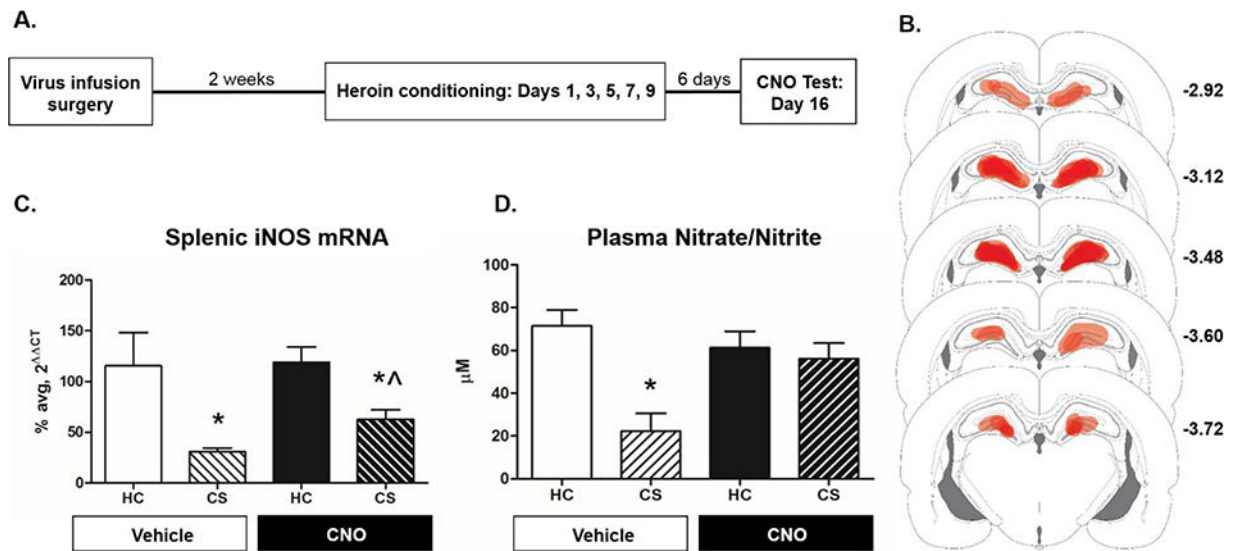 A.
Virus infusion
surgery
2 weeks
Heroin conditioning: Days 1, 3, 5, 7, 9
6 days
CNO Test:
Day 16
B.
-2.92
-3.12
-3.48
-3.60
-3.72
C.
Splenic iNOS mRNA
% avg, 2^ΔΔCT
200
150
100
50
0
*
*^
HC
CS
HC
CS
Vehicle
CNO
D.
Plasma Nitrate/Nitrite
µM
100
80
60
40
20
0
*
HC
CS
HC
CS
Vehicle
CNO